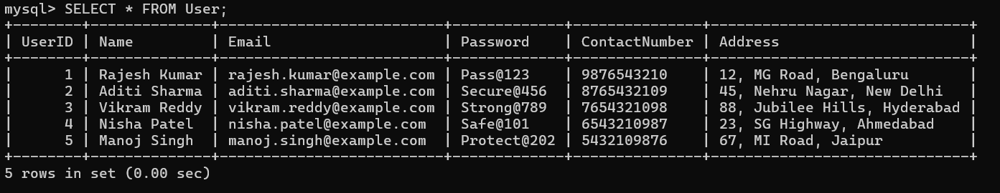 mysql> SELECT * FROM User;
+--------+--------------+--------------------------+-------------+---------------+------------------------------+
| UserID | Name         | Email                    | Password    | ContactNumber | Address                      |
+--------+--------------+--------------------------+-------------+---------------+------------------------------+
|      1 | Rajesh Kumar | rajesh.kumar@example.com | Pass@123    | 9876543210    | 12, MG Road, Bengaluru       |
|      2 | Aditi Sharma | aditi.sharma@example.com | Secure@456  | 8765432109    | 45, Nehru Nagar, New Delhi   |
|      3 | Vikram Reddy | vikram.reddy@example.com | Strong@789  | 7654321098    | 88, Jubilee Hills, Hyderabad |
|      4 | Nisha Patel  | nisha.patel@example.com  | Safe@101    | 6543210987    | 23, SG Highway, Ahmedabad    |
|      5 | Manoj Singh  | manoj.singh@example.com  | Protect@202 | 5432109876    | 67, MI Road, Jaipur          |
+--------+--------------+--------------------------+-------------+---------------+------------------------------+
5 rows in set (0.00 sec)